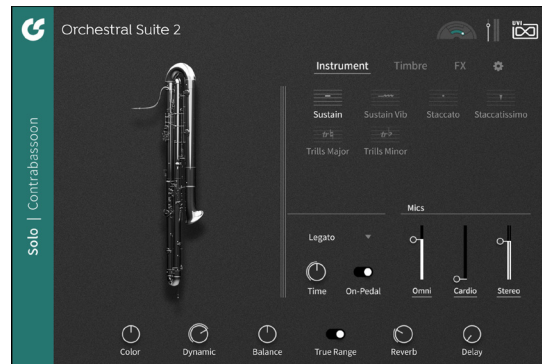 Orchestral Suite 2
UVI
Solo | Contrabassoon
Instrument Timbre FX
Sustain Sustain Vib Staccato Staccatissimo
Trills Major Trills Minor
Mics
Legato
Time On-Pedal Omni Cardio Stereo
Color Dynamic Balance True Range Reverb Delay